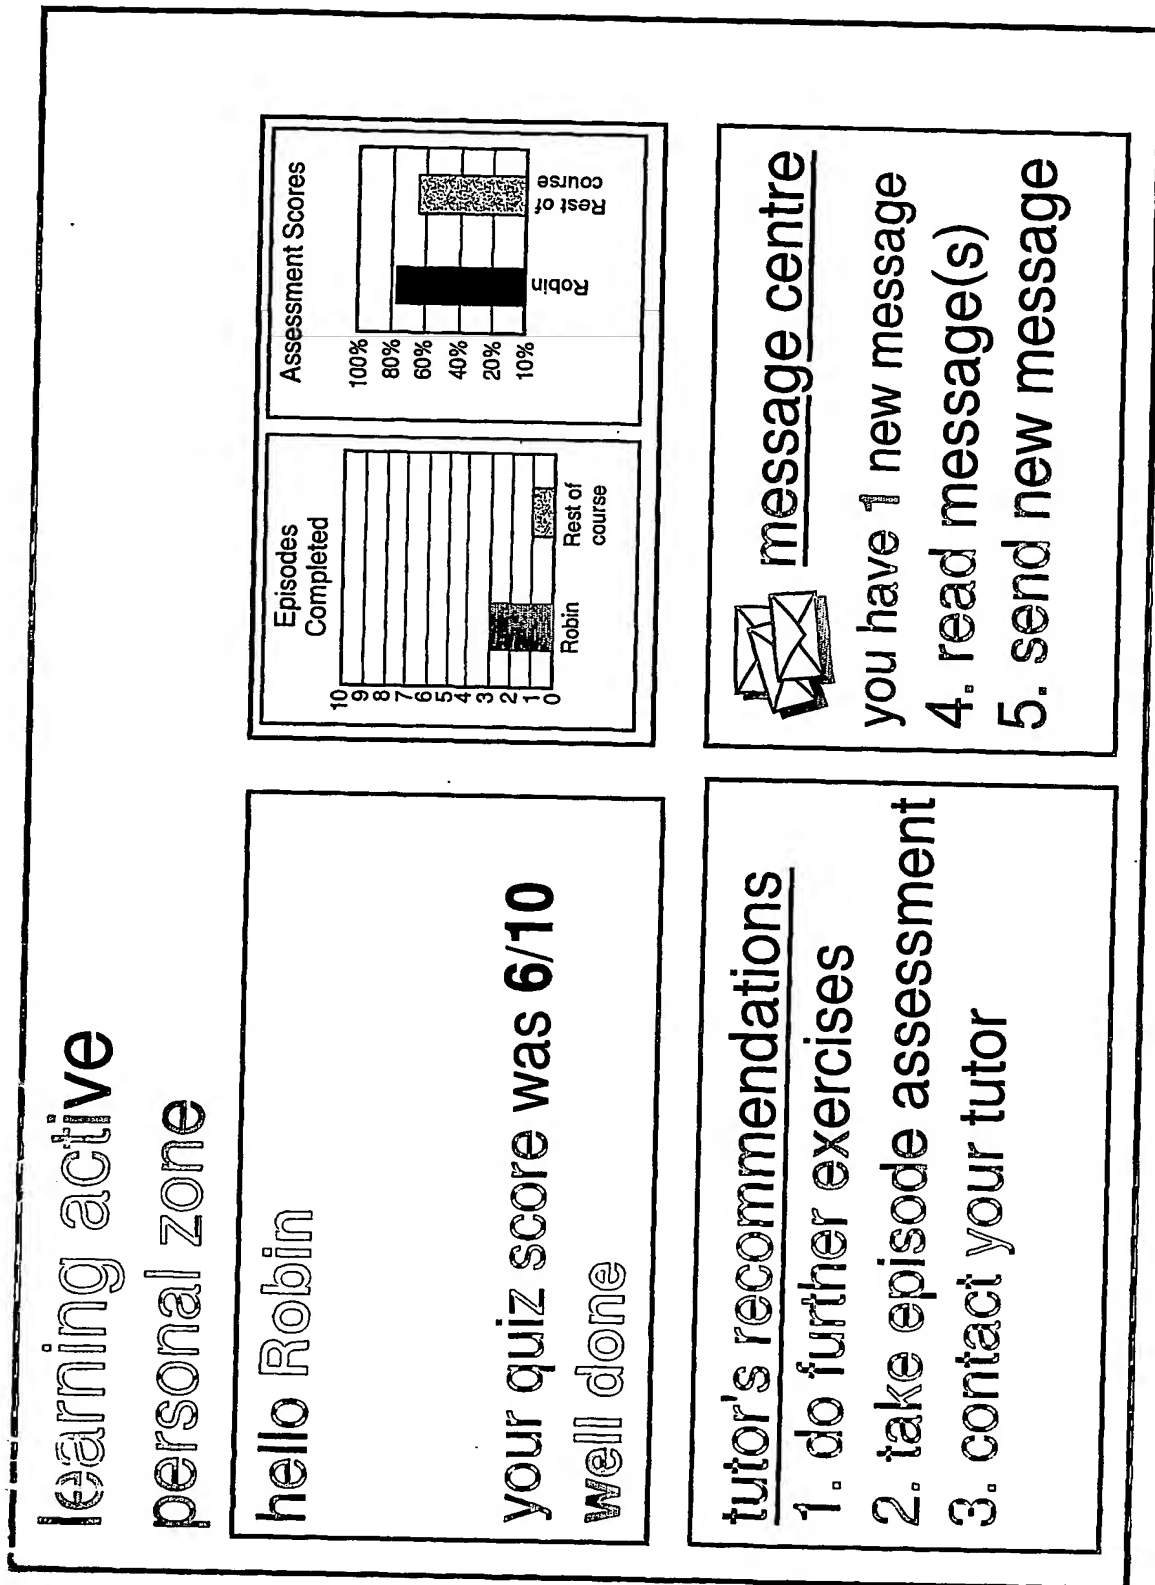 learning active
personal zone
hello Robin
your quiz score was 6/10
well done
Episodes
Completed
10
9
8
7
6
5
4
3
2
1
0
Robin
Rest of
course
Assessment Scores
100%
80%
60%
40%
20%
10%
Robin
Rest of
course
tutor's recommendations
1. do further exercises
2. take episode assessment
3. contact your tutor
message centre
you have 1 new message
4. read message(s)
5. send new message